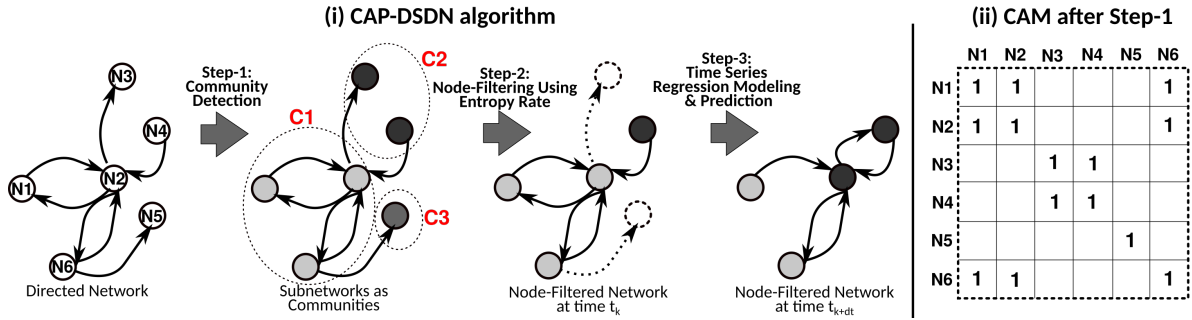 (i) CAP-DSDN algorithm
(ii) CAM after Step-1
N3
N4
N1
N2
N5
N6
Directed Network
Step-1:
Community
Detection
C1
C2
C3
Subnetworks as
Communities
Step-2:
Node-Filtering Using
Entropy Rate
Node-Filtered Network
at time tk
Step-3:
Time Series
Regression Modeling
& Prediction
Node-Filtered Network
at time tk+dt
N1 N2 N3 N4 N5 N6
N1 1 1 1
N2 1 1 1
N3 1 1
N4 1 1
N5 1
N6 1 1 1